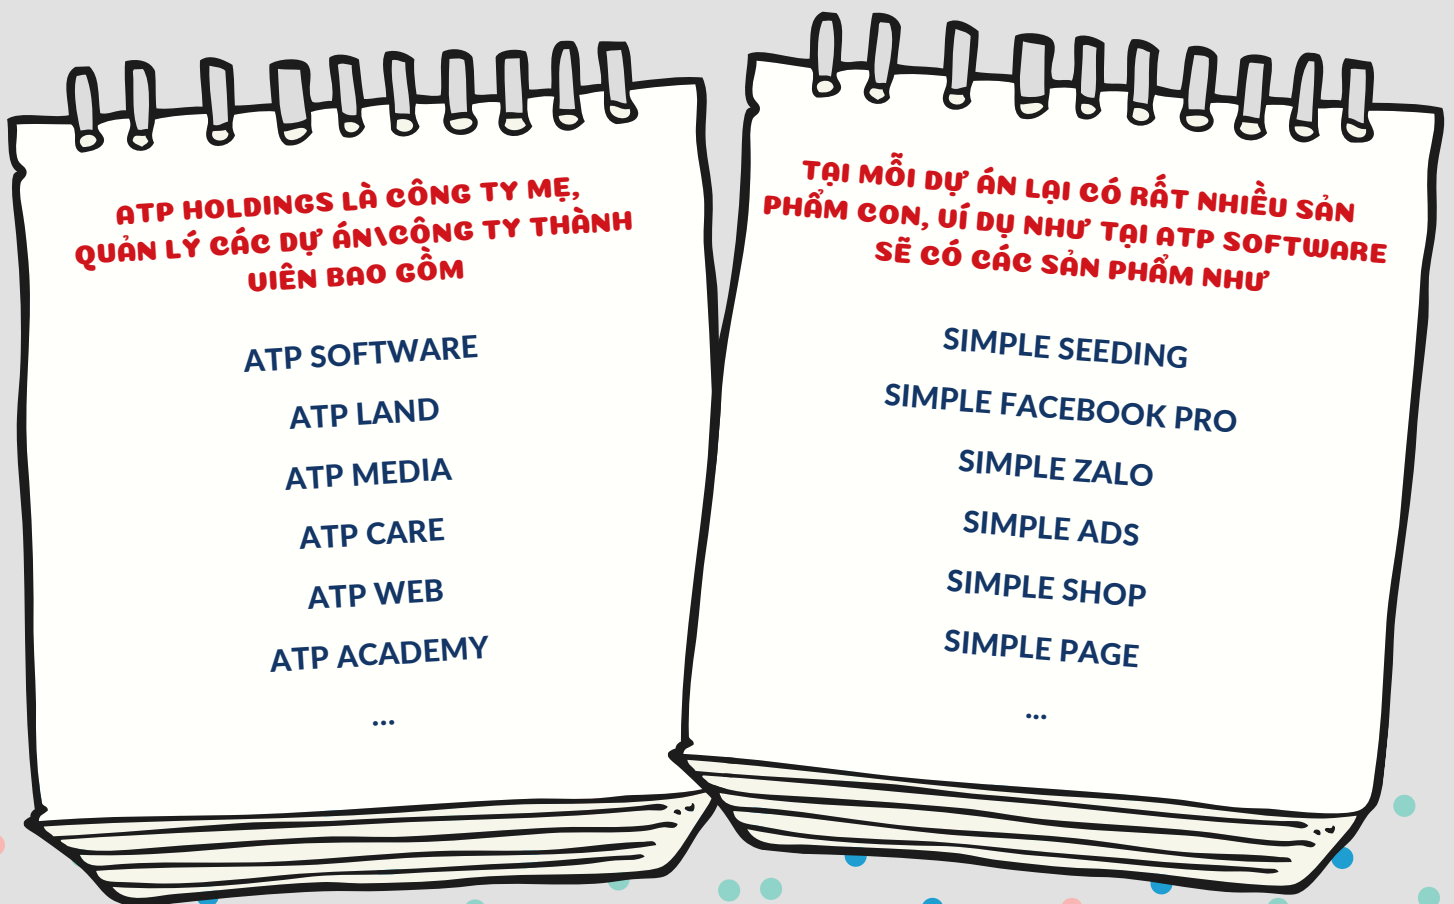 ATP HOLDINGS LÀ CÔNG TY MẸ,
QUẢN LÝ CÁC DỰ ÁN\CÔNG TY THÀNH
VIÊN BAO GỒM
ATP SOFTWARE
ATP LAND
ATP MEDIA
ATP CARE
ATP WEB
ATP ACADEMY
...
TẠI MỖI DỰ ÁN LẠI CÓ RẤT NHIỀU SẢN
PHẨM CON, VÍ DỤ NHƯ TẠI ATP SOFTWARE
SẼ CÓ CÁC SẢN PHẨM NHƯ
SIMPLE SEEDING
SIMPLE FACEBOOK PRO
SIMPLE ZALO
SIMPLE ADS
SIMPLE SHOP
SIMPLE PAGE
...